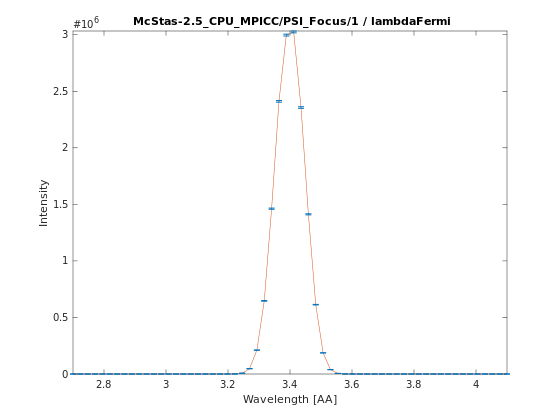 McStas-2.5_CPU_MPICC/PSI_Focus/1 / lambdaFermi
#10^6
3
2.5
2
1.5
1
0.5
0
Intensity
2.8 3 3.2 3.4 3.6 3.8 4
Wavelength [AA]